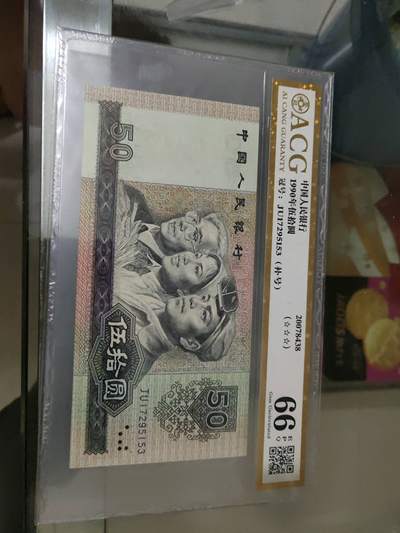 ACG
AI CANG GUARANTY
中国人民银行
1990年伍拾圆
冠号：JU17295153（补号）
20078438
（☆☆☆）
66
EPQ
Gem Uncirculated
中国人民银行
50
伍拾圆
50
JU17295153